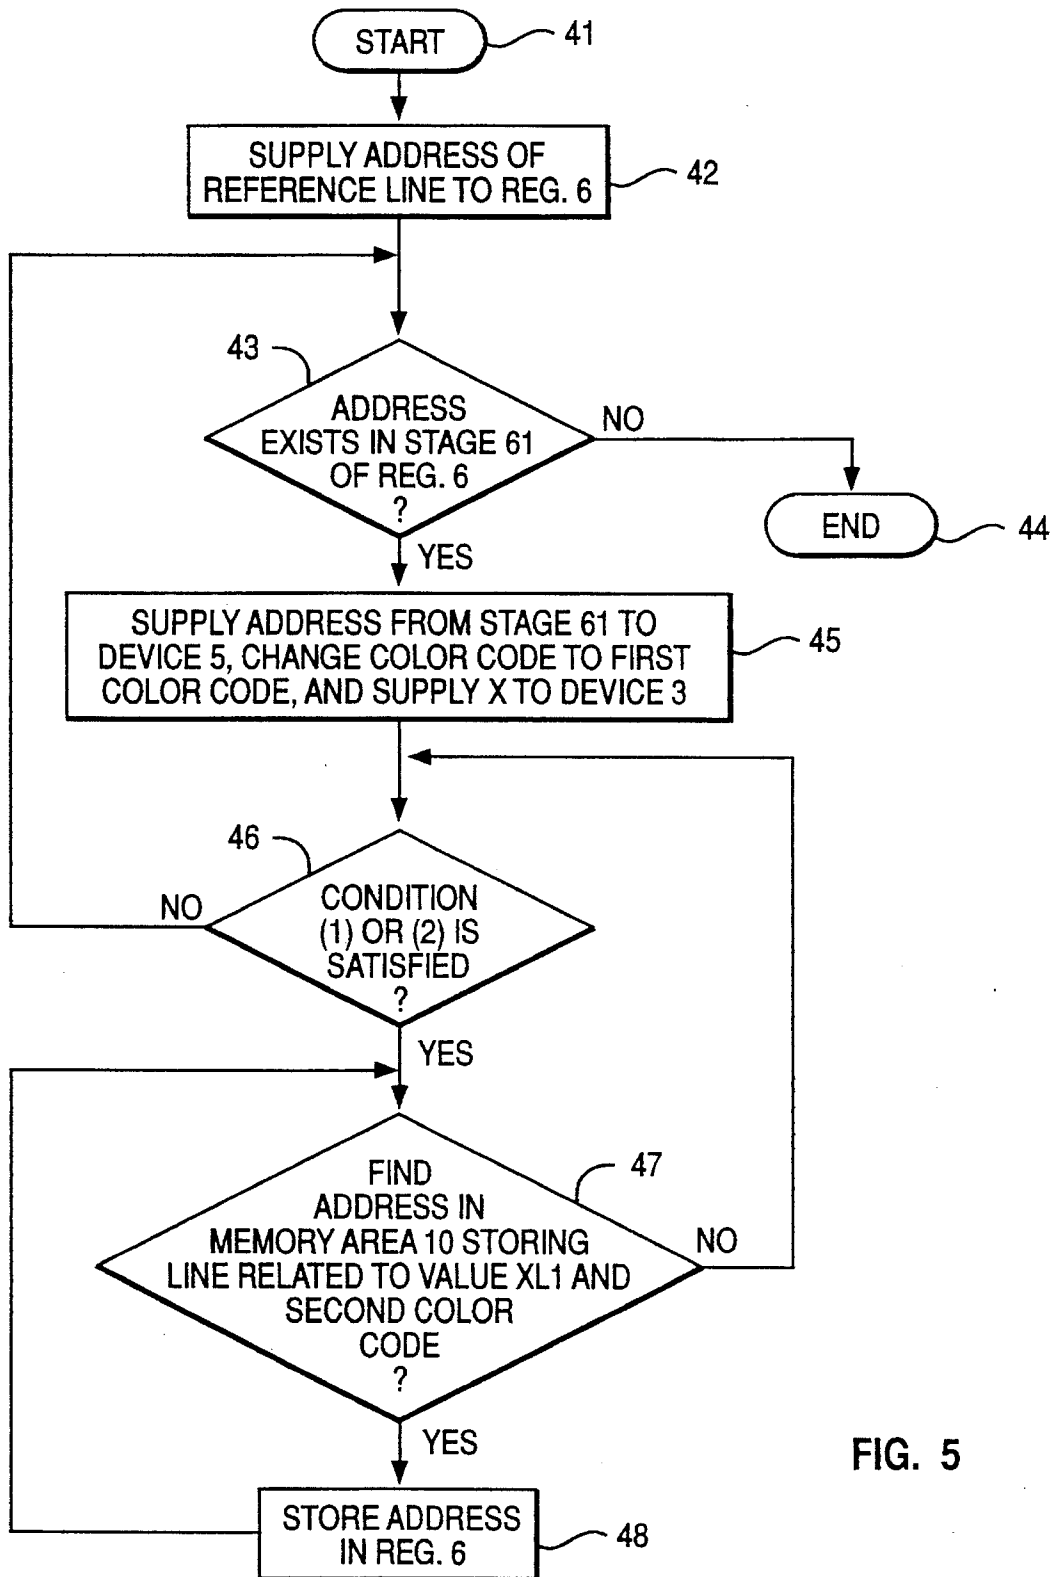 START
41
SUPPLY ADDRESS OF
REFERENCE LINE TO REG. 6
42
43
ADDRESS
EXISTS IN STAGE 61
OF REG. 6
?
NO
END
44
YES
SUPPLY ADDRESS FROM STAGE 61 TO
DEVICE 5, CHANGE COLOR CODE TO FIRST
COLOR CODE, AND SUPPLY X TO DEVICE 3
45
46
NO
CONDITION
(1) OR (2) IS
SATISFIED
?
YES
47
FIND
ADDRESS IN
MEMORY AREA 10 STORING
LINE RELATED TO VALUE XL1 AND
SECOND COLOR
CODE
?
NO
YES
STORE ADDRESS
IN REG. 6
48
FIG. 5